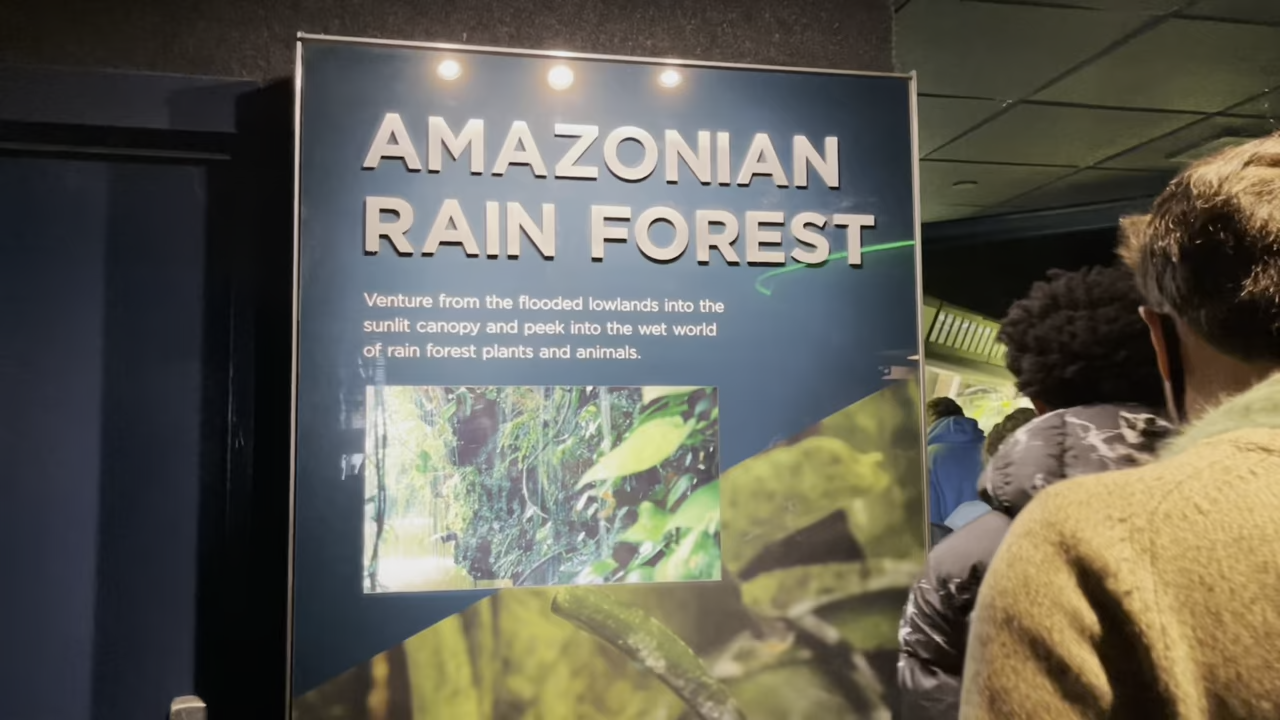 AMAZONIAN
RAIN FOREST
Venture from the flooded lowlands into the
sunlit canopy and peek into the wet world
of rain forest plants and animals.